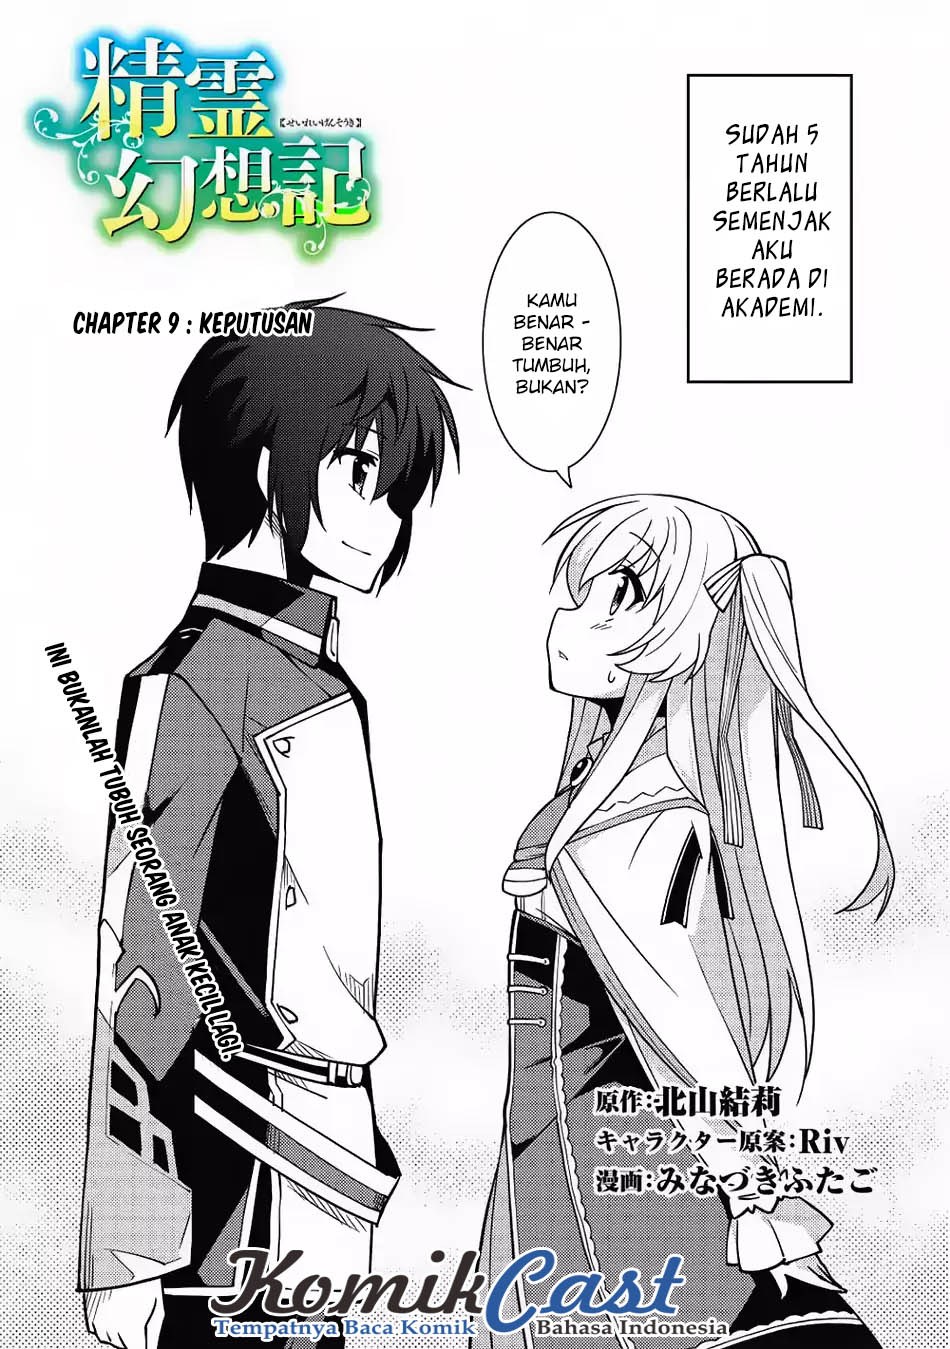 精霊
幻想記
【せいれいげんそうき】
CHAPTER 9 : KEPUTUSAN
SUDAH 5
TAHUN
BERLALU
SEMENJAK
AKU
BERADA DI
AKADEMI.
KAMU
BENAR -
BENAR
TUMBUH,
BUKAN?
INI BUKANLAH TUBUH SEORANG ANAK KECIL LAGI.
原作:北山結莉
キャラクター原案:Riv
漫画:みなづきふたご
KomikCast
Tempatnya Baca Komik Bahasa Indonesia